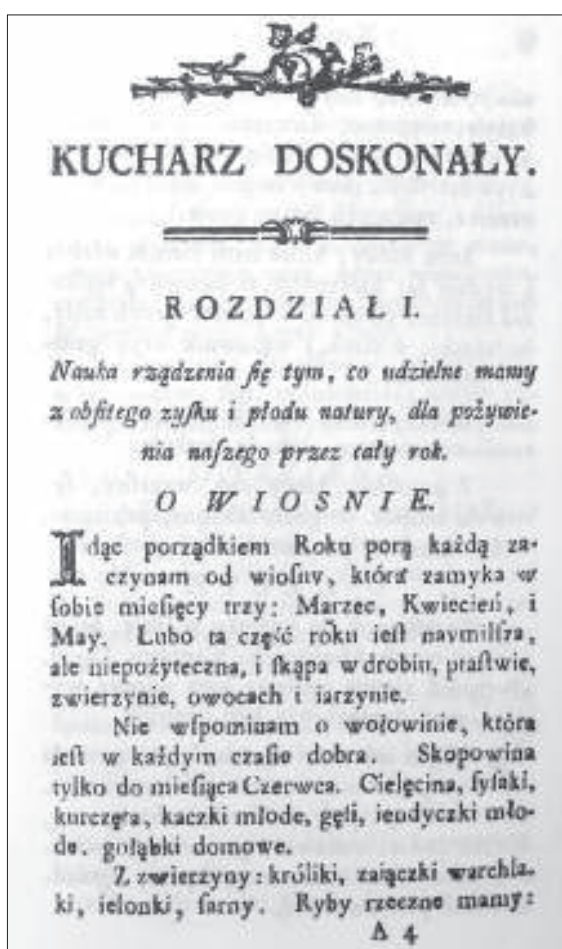 KUCHARZ DOSKONAŁY.
ROZDZIAŁ I.
Nauka rządzenia ſię tym, co udzielne mamy
z obfitego zyſku i płodu natury, dla pożywie-
nia naſzego przez cały rok.
O WIOSNIE.
Idąc porządkiem Roku porą każdą za-
czynam od wioſny, która zamyka w
ſobie mieſięcy trzy: Marzec, Kwiecień, i
May. Lubo ta część roku ieſt naymilſza,
ale niepożyteczna, i ſkąpa w drobiu, ptaſtwie,
zwierzynie, owocach i iarzynie.
Nie wſpominam o wołowinie, która
ieſt w każdym czaſie dobra. Skopowina
tylko do mieſiąca Czerwca. Cielęcina, ſyſaki,
kurczęta, kaczki młode, gęſi, iendyczki mło-
de, gołąbki domowe.
Z zwierzyny: króliki, zaiączki warchla-
ki, ielonki, ſarny. Ryby rzeczne mamy:
A 4